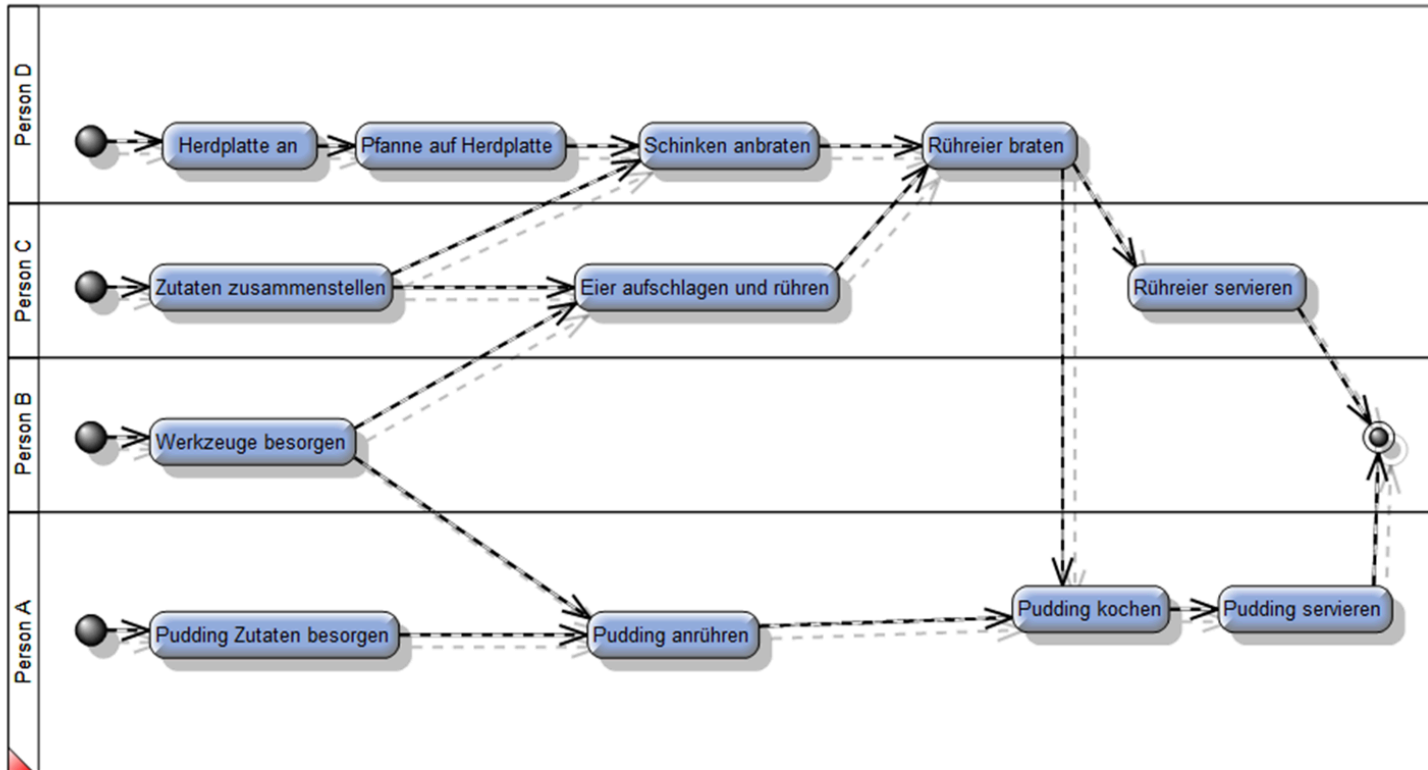 Person D
Herdplatte an
Pfanne auf Herdplatte
Schinken anbraten
Rühreier braten
Person C
Zutaten zusammenstellen
Eier aufschlagen und rühren
Rühreier servieren
Person B
Werkzeuge besorgen
Person A
Pudding Zutaten besorgen
Pudding anrühren
Pudding kochen
Pudding servieren